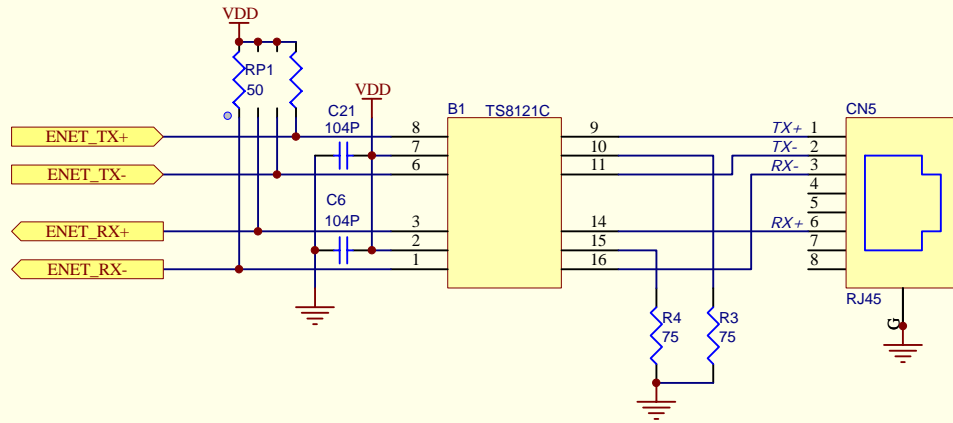 VDD
RP1
50
VDD
C21
104P
B1
TS8121C
CN5
ENET_TX+
8
9
TX+
1
7
10
TX-
2
ENET_TX-
6
11
RX-
3
4
C6
104P
5
ENET_RX+
3
14
RX+
6
2
15
7
ENET_RX-
1
16
8
RJ45
R4
75
R3
75
G